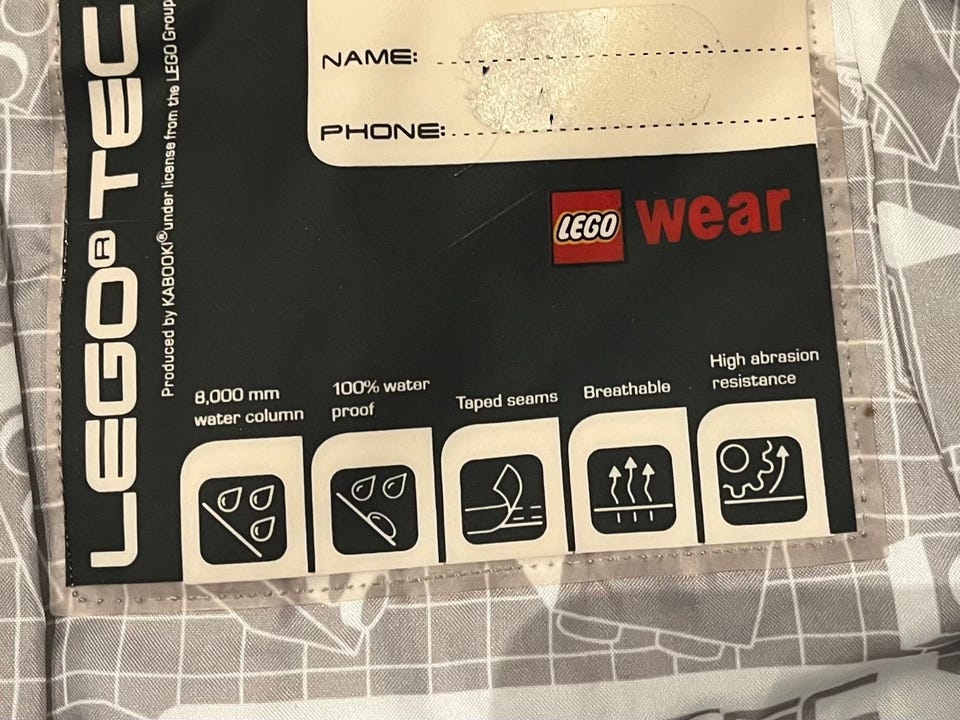 NAME:
PHONE:
LEGO® TEC
Produced by KABOOKI® under license from the LEGO Group
LEGO wear
8,000 mm
water column
100% water
proof
Taped seams
Breathable
High abrasion
resistance